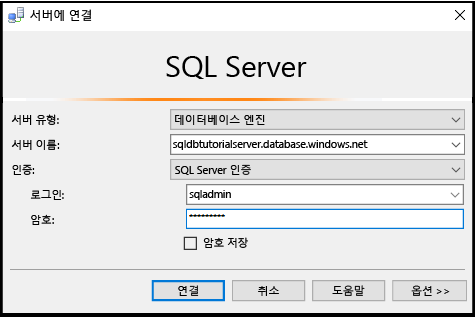 서버에 연결
SQL Server
서버 유형: 데이터베이스 엔진
서버 이름: sqldbtutorialserver.database.windows.net
인증: SQL Server 인증
로그인: sqladmin
암호: *********
암호 저장
연결 취소 도움말 옵션 >>